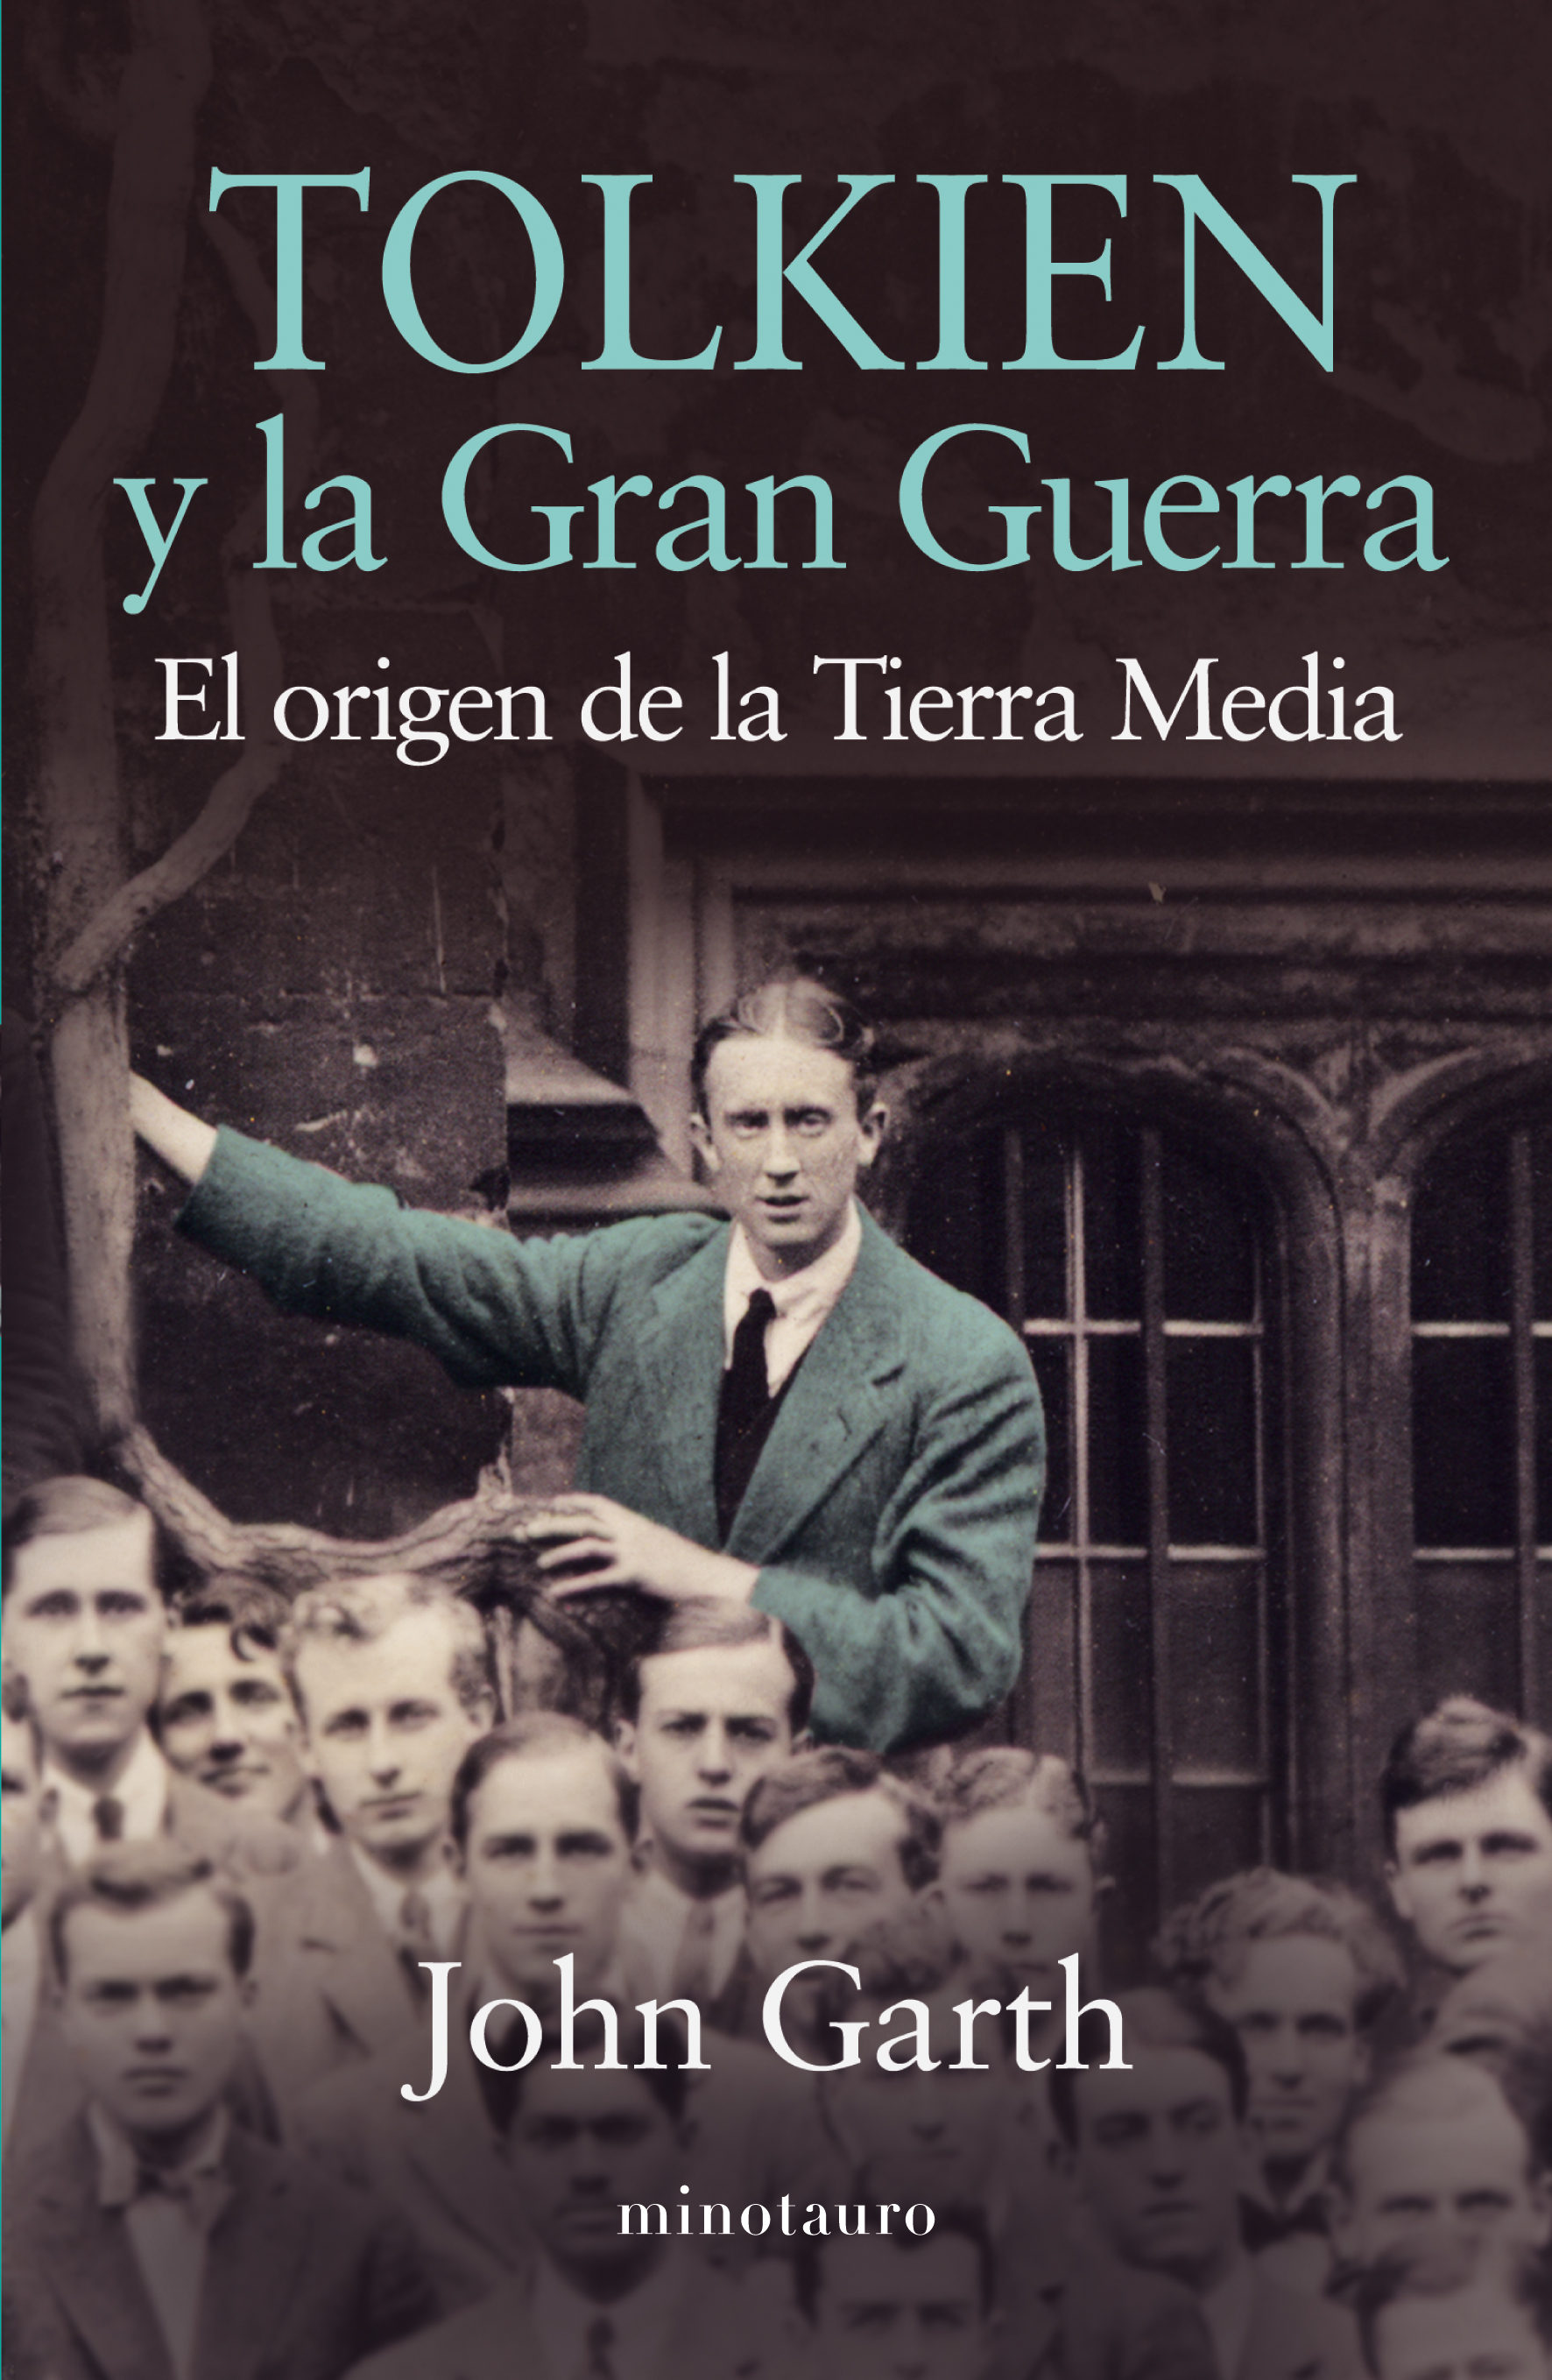 TOLKIEN
y la Gran Guerra
El origen de la Tierra Media
John Garth
minotauro